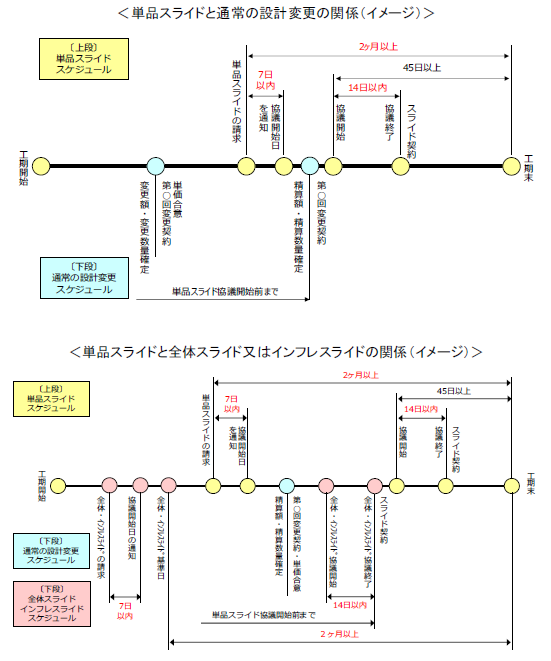 ＜単品スライドと通常の設計変更の関係（イメージ）＞
〔上段〕
単品スライド
スケジュール
2ヶ月以上
45日以上
7日
以内
14日以内
単品スライドの請求
協議開始日
を通知
協議開始
協議終了
スライド契約
工期開始
工期末
単価合意
第○回変更契約
変更額・変更数量確定
第○回変更契約
精算額・精算数量確定
〔下段〕
通常の設計変更
スケジュール
単品スライド協議開始前まで
＜単品スライドと全体スライド又はインフレスライドの関係（イメージ）＞
〔上段〕
単品スライド
スケジュール
2ヶ月以上
45日以上
7日
以内
14日以内
単品スライドの請求
協議開始日
を通知
協議開始
協議終了
スライド契約
工期開始
工期末
全体・インフレスライドの請求
協議開始日の通知
全体・インフレスライド基準日
第○回変更契約・単価合意
精算額・精算数量確定
全体・インフレスライド協議開始
スライド契約
全体・インフレスライド協議終了
〔下段〕
通常の設計変更
スケジュール
〔下段〕
全体スライド
インフレスライド
スケジュール
7日
以内
14日以内
単品スライド協議開始前まで
２ヶ月以上